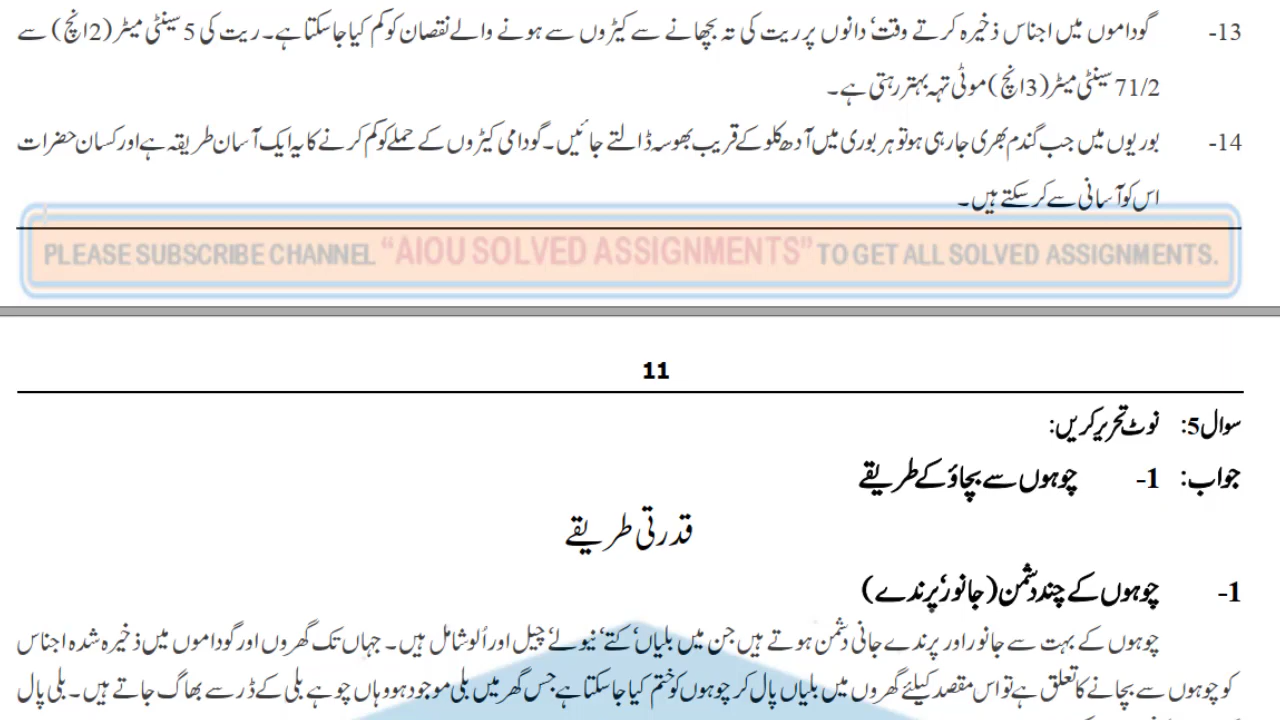 13- گوداموں میں اجناس ذخیرہ کرتے وقت‘ دانوں پر ریت کی تہ بچھانے سے کیڑوں سے ہونے والے نقصان کو کم کیا جاسکتا ہے۔ ریت کی 5 سینٹی میٹر (2 انچ) سے
71/2 سینٹی میٹر (3 انچ) موٹی تہہ بہتر رہتی ہے۔
14- بوریوں میں جب گندم بھری جا رہی ہو تو ہر بوری میں آدھ کلو کے قریب بھوسہ ڈالتے جائیں۔ گودامی کیڑوں کے حملے کو کم کرنے کا یہ ایک آسان طریقہ ہے اور کسان حضرات
اس کو آسانی سے کر سکتے ہیں۔
PLEASE SUBSCRIBE CHANNEL “AIOU SOLVED ASSIGNMENTS” TO GET ALL SOLVED ASSIGNMENTS.
11
سوال 5: نوٹ تحریر کریں:
جواب: 1- چوہوں سے بچاؤ کے طریقے
قدرتی طریقے
1- چوہوں کے چند دشمن (جانور‘ پرندے)
چوہوں کے بہت سے جانور اور پرندے جانی دشمن ہوتے ہیں جن میں بلیاں‘ کتے‘ نیولے‘ چیل اور اُلو شامل ہیں۔ جہاں تک گھروں اور گوداموں میں ذخیرہ شدہ اجناس
کو چوہوں سے بچانے کا تعلق ہے تو اس مقصد کیلئے گھروں میں بلیاں پال کر چوہوں کو ختم کیا جاسکتا ہے جس گھر میں بلی موجود ہو وہاں چوہے بلی کے ڈر سے بھاگ جاتے ہیں۔ بلی پال